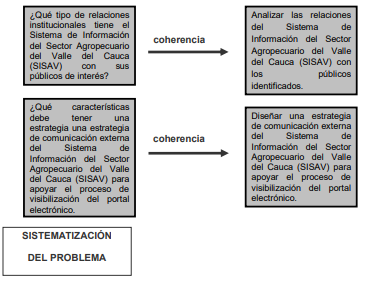 ¿Qué tipo de relaciones
institucionales tiene el
Sistema de Información
del Sector Agropecuario
del Valle del Cauca
(SISAV) con sus
públicos de interés?
coherencia
Analizar las relaciones
del Sistema de
Información del Sector
Agropecuario del Valle
del Cauca (SISAV) con
los públicos
identificados.
¿Qué características
debe tener una
estrategia una estrategia
de comunicación externa
del Sistema de
Información del Sector
Agropecuario del Valle
del Cauca (SISAV) para
apoyar el proceso de
visibilización del portal
electrónico.
coherencia
Diseñar una estrategia
de comunicación externa
del Sistema de
Información del Sector
Agropecuario del Valle
del Cauca (SISAV) para
apoyar el proceso de
visibilización del portal
electrónico.
SISTEMATIZACIÓN
DEL PROBLEMA